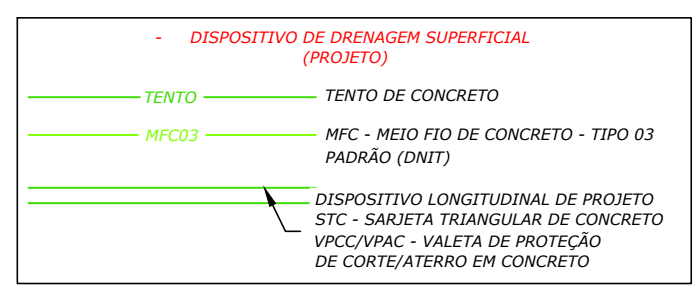 - DISPOSITIVO DE DRENAGEM SUPERFICIAL
(PROJETO)
TENTO TENTO DE CONCRETO
MFC03 MFC - MEIO FIO DE CONCRETO - TIPO 03
PADRÃO (DNIT)
DISPOSITIVO LONGITUDINAL DE PROJETO
STC - SARJETA TRIANGULAR DE CONCRETO
VPCC/VPAC - VALETA DE PROTEÇÃO
DE CORTE/ATERRO EM CONCRETO